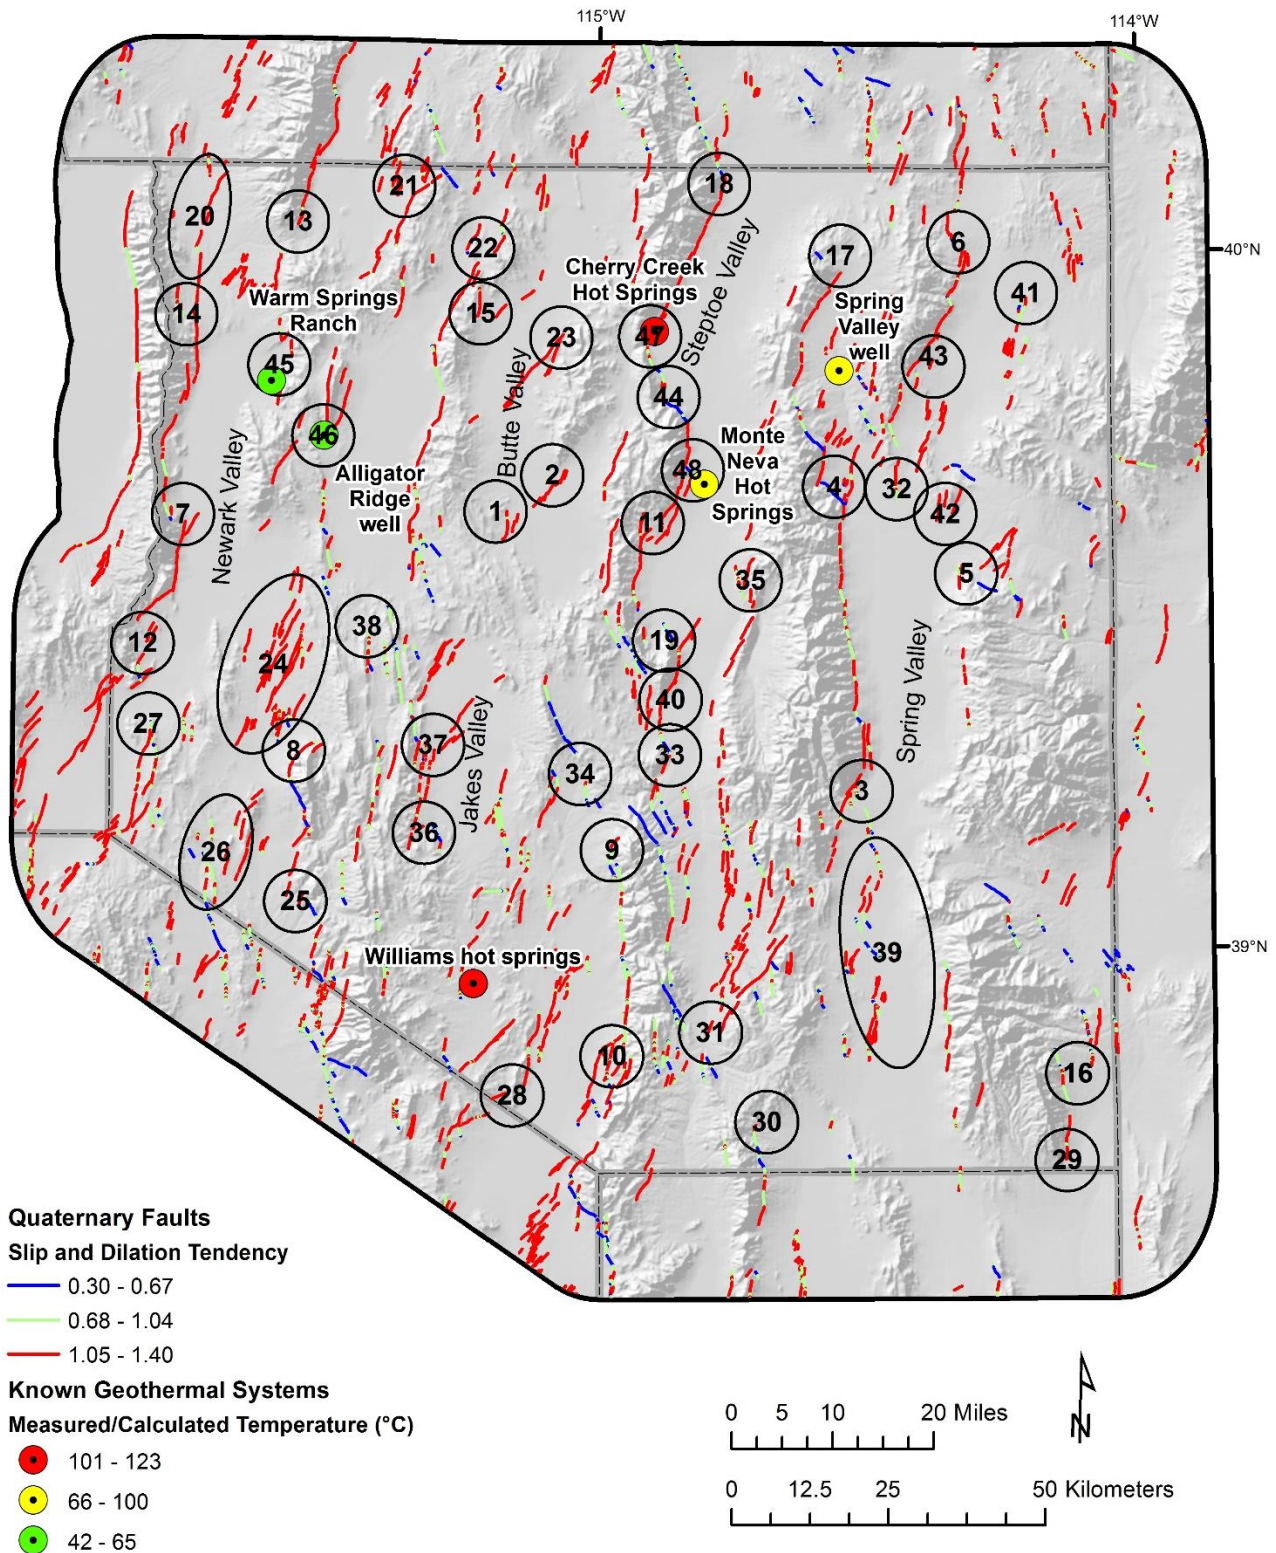 115°W
114°W
18
21
20
13
6
22
40°N
17
Cherry Creek
Hot Springs
Steptoe Valley
41
Warm Springs
Ranch
14
15
Spring
Valley
well
23
47
45
43
44
Butte Valley
46
Monte
Neva
Hot
Springs
48
Alligator
Ridge
well
2
4
32
Newark Valley
7
1
11
42
5
35
38
12
19
24
40
Spring Valley
27
8
37
33
Jakes Valley
34
3
36
9
26
25
39
39°N
Williams hot springs
31
10
16
28
30
29
Quaternary Faults
Slip and Dilation Tendency
0.30 - 0.67
0.68 - 1.04
1.05 - 1.40
Known Geothermal Systems
Measured/Calculated Temperature (°C)
101 - 123
66 - 100
42 - 65
N
0 5 10 20 Miles
0 12.5 25 50 Kilometers